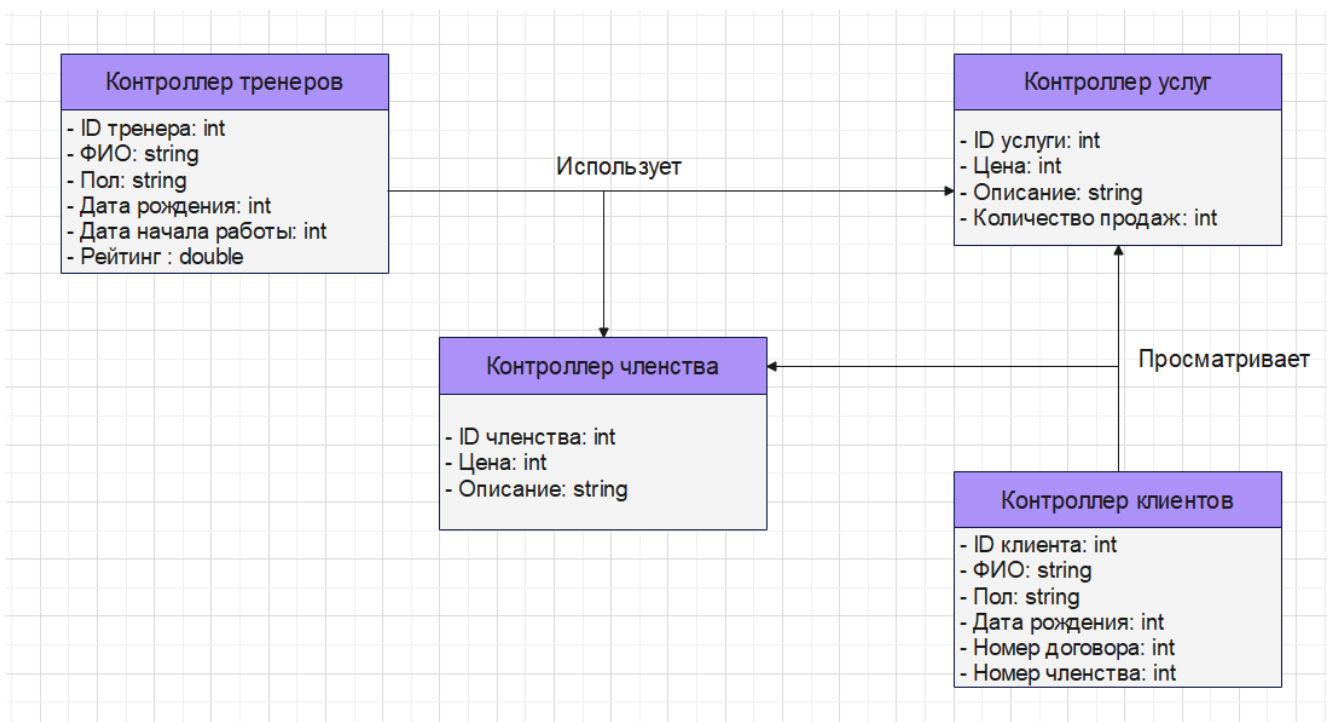 Контроллер тренеров
- ID тренера: int
- ФИО: string
- Пол: string
- Дата рождения: int
- Дата начала работы: int
- Рейтинг : double
Использует
Контроллер услуг
- ID услуги: int
- Цена: int
- Описание: string
- Количество продаж: int
Контроллер членства
- ID членства: int
- Цена: int
- Описание: string
Просматривает
Контроллер клиентов
- ID клиента: int
- ФИО: string
- Пол: string
- Дата рождения: int
- Номер договора: int
- Номер членства: int